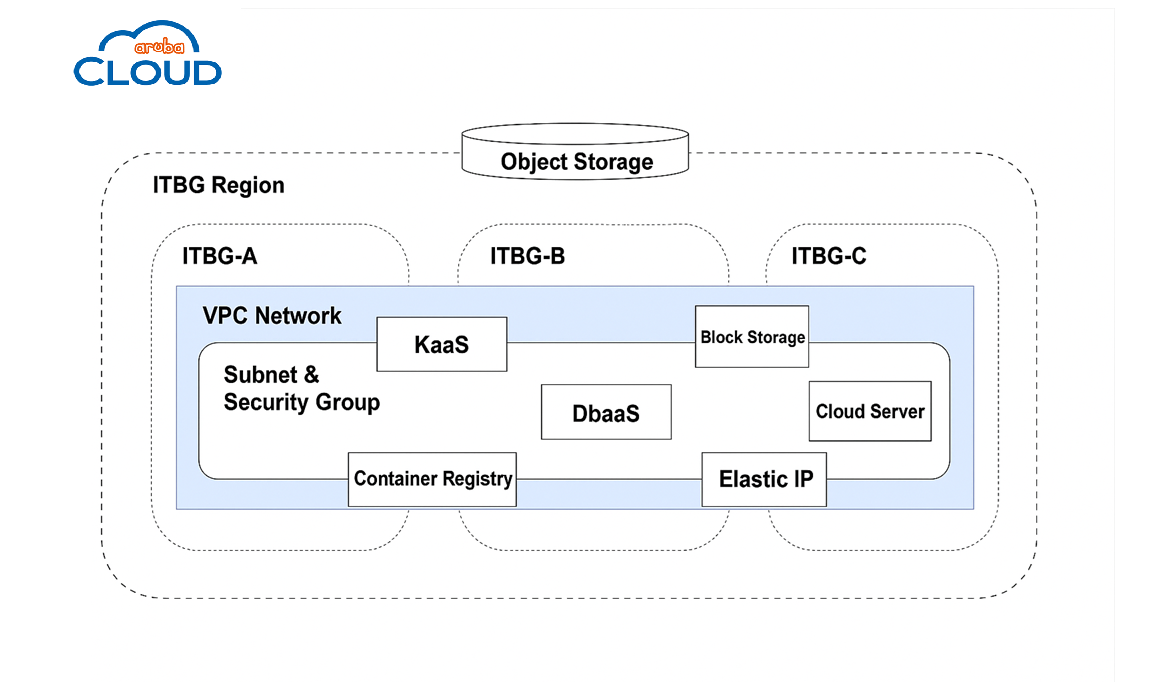 aruba
CLOUD
Object Storage
ITBG Region
ITBG-A
ITBG-B
ITBG-C
VPC Network
KaaS
Block Storage
Subnet &
Security Group
DbaaS
Cloud Server
Container Registry
Elastic IP